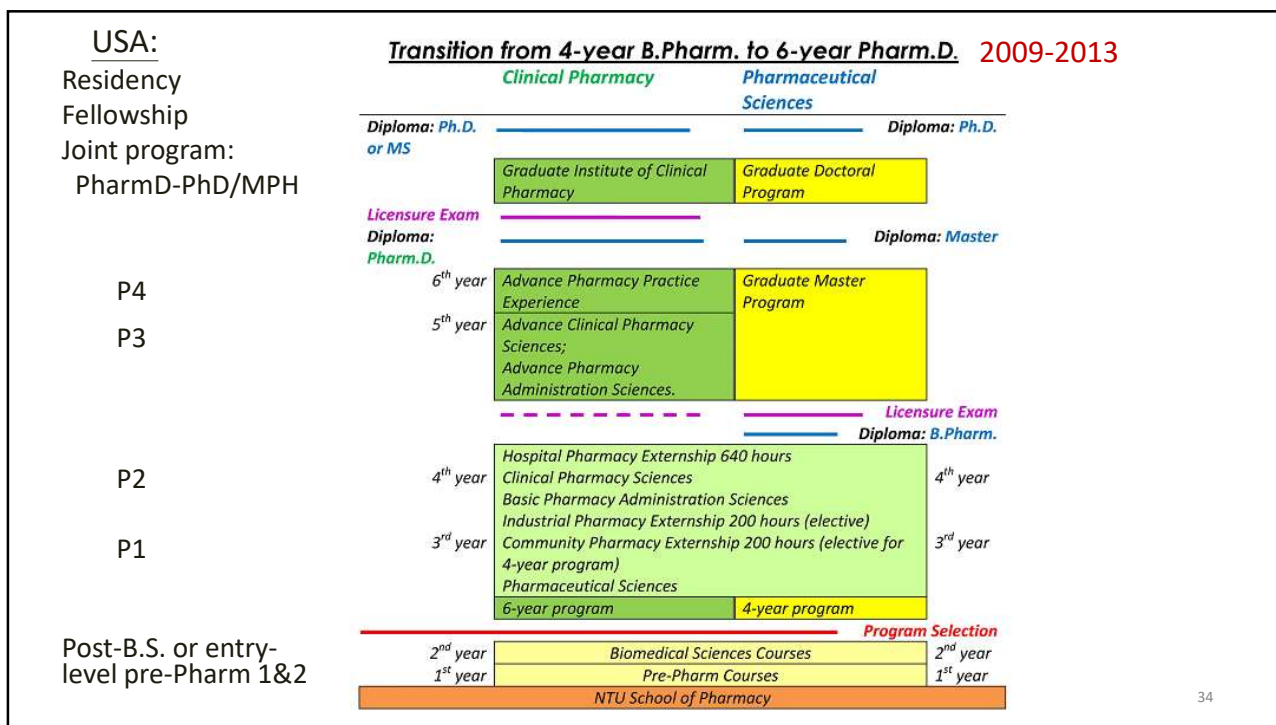 USA:
Residency
Fellowship
Joint program:
PharmD-PhD/MPH
P4
P3
P2
P1
Post-B.S. or entry-
level pre-Pharm 1&2
Transition from 4-year B.Pharm. to 6-year Pharm.D. 2009-2013
Clinical Pharmacy
Pharmaceutical
Sciences
Diploma: Ph.D.
or MS
Diploma: Ph.D.
Graduate Institute of Clinical
Pharmacy
Graduate Doctoral
Program
Licensure Exam
Diploma:
Pharm.D.
Diploma: Master
6th year
Advance Pharmacy Practice
Experience
Graduate Master
Program
5th year
Advance Clinical Pharmacy
Sciences;
Advance Pharmacy
Administration Sciences.
Licensure Exam
Diploma: B.Pharm.
Hospital Pharmacy Externship 640 hours
4th year
Clinical Pharmacy Sciences
4th year
Basic Pharmacy Administration Sciences
Industrial Pharmacy Externship 200 hours (elective)
3rd year
Community Pharmacy Externship 200 hours (elective for
3rd year
4-year program)
Pharmaceutical Sciences
6-year program
4-year program
Program Selection
2nd year
Biomedical Sciences Courses
2nd year
1st year
Pre-Pharm Courses
1st year
NTU School of Pharmacy
34